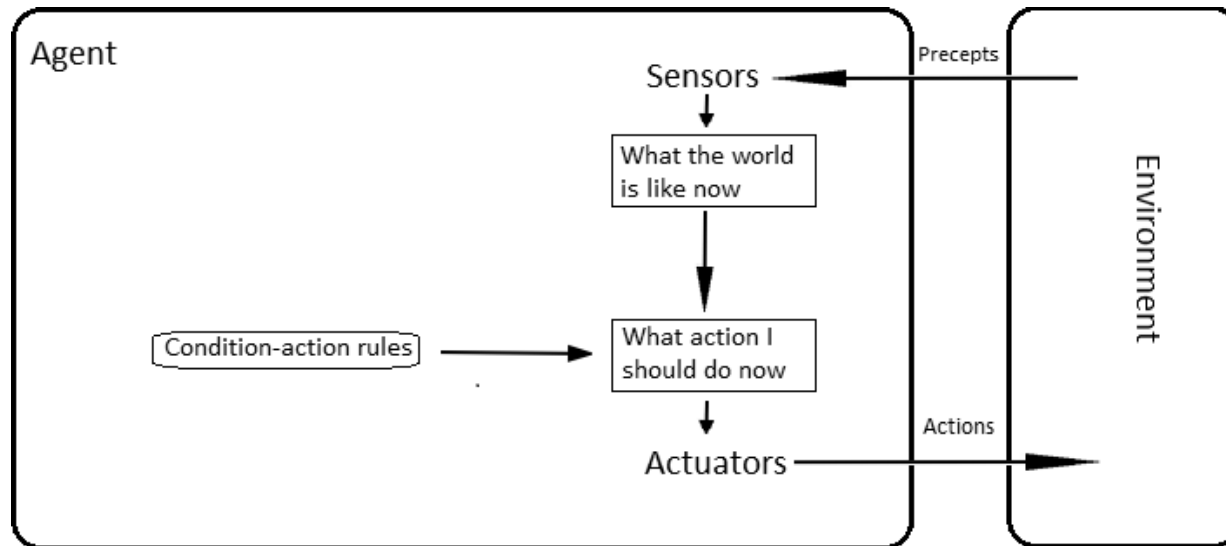 Agent
Precepts
Sensors
What the world
is like now
Environment
Condition-action rules
What action I
should do now
Actions
Actuators